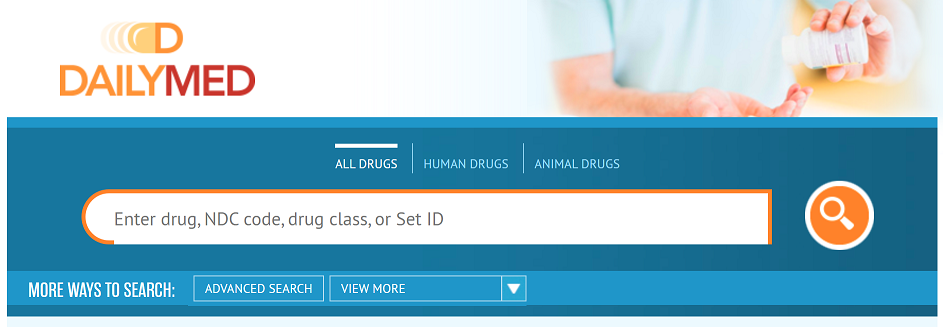 D
DAILYMED
ALL DRUGS HUMAN DRUGS ANIMAL DRUGS
Enter drug, NDC code, drug class, or Set ID
MORE WAYS TO SEARCH: ADVANCED SEARCH VIEW MORE